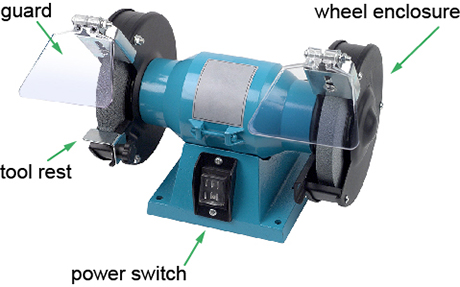 guard
wheel enclosure
tool rest
power switch